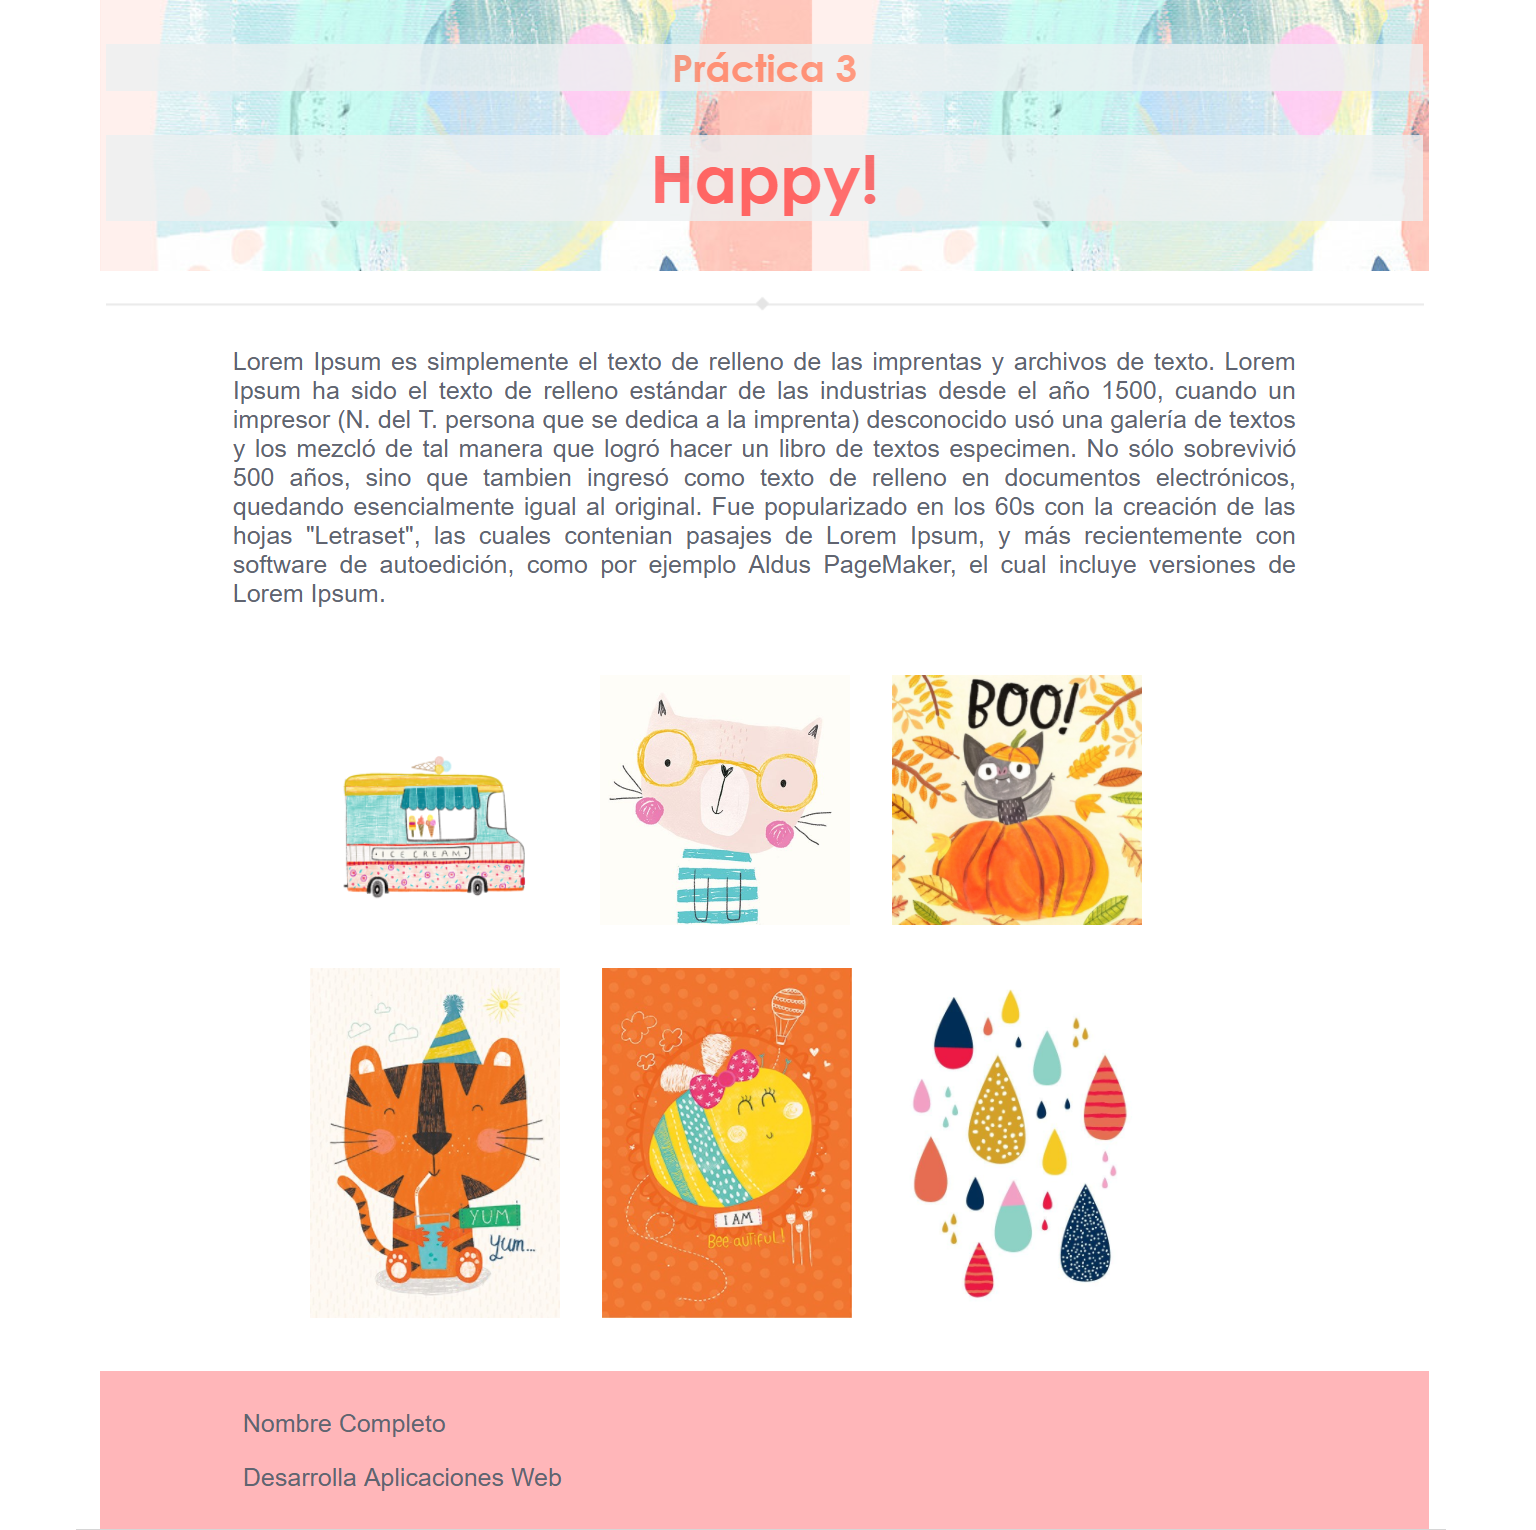 Práctica 3
Happy!
Lorem Ipsum es simplemente el texto de relleno de las imprentas y archivos de texto. Lorem
Ipsum ha sido el texto de relleno estándar de las industrias desde el año 1500, cuando un
impresor (N. del T. persona que se dedica a la imprenta) desconocido usó una galería de textos
y los mezcló de tal manera que logró hacer un libro de textos especimen. No sólo sobrevivió
500 años, sino que tambien ingresó como texto de relleno en documentos electrónicos,
quedando esencialmente igual al original. Fue popularizado en los 60s con la creación de las
hojas "Letraset", las cuales contenian pasajes de Lorem Ipsum, y más recientemente con
software de autoedición, como por ejemplo Aldus PageMaker, el cual incluye versiones de
Lorem Ipsum.
BOO!
ICE CREAM
YUM
Yum...
I AM
Bee autiful!
Nombre Completo
Desarrolla Aplicaciones Web